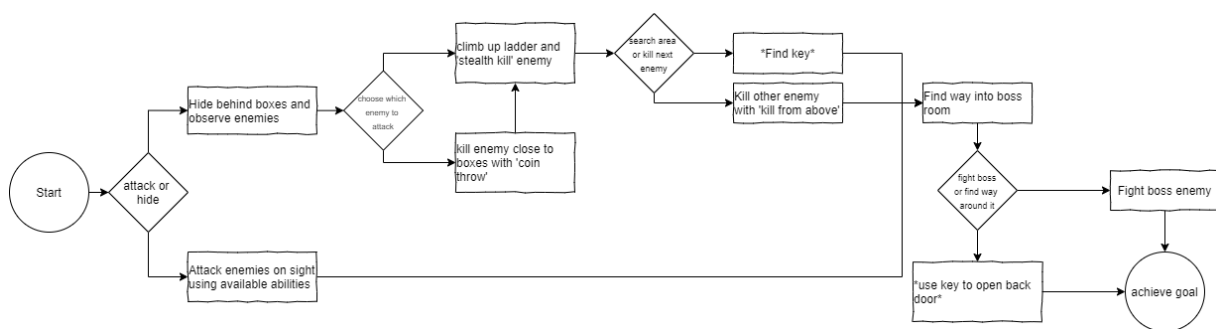 Start
attack or
hide
Hide behind boxes and
observe enemies
Attack enemies on sight
using available abilities
choose which
enemy to
attack
climb up ladder and
'stealth kill' enemy
kill enemy close to
boxes with 'coin
throw'
search area
or kill next
enemy
*Find key*
Kill other enemy
with 'kill from above'
Find way into boss
room
fight boss
or find way
around it
Fight boss enemy
*use key to open back
door*
achieve goal